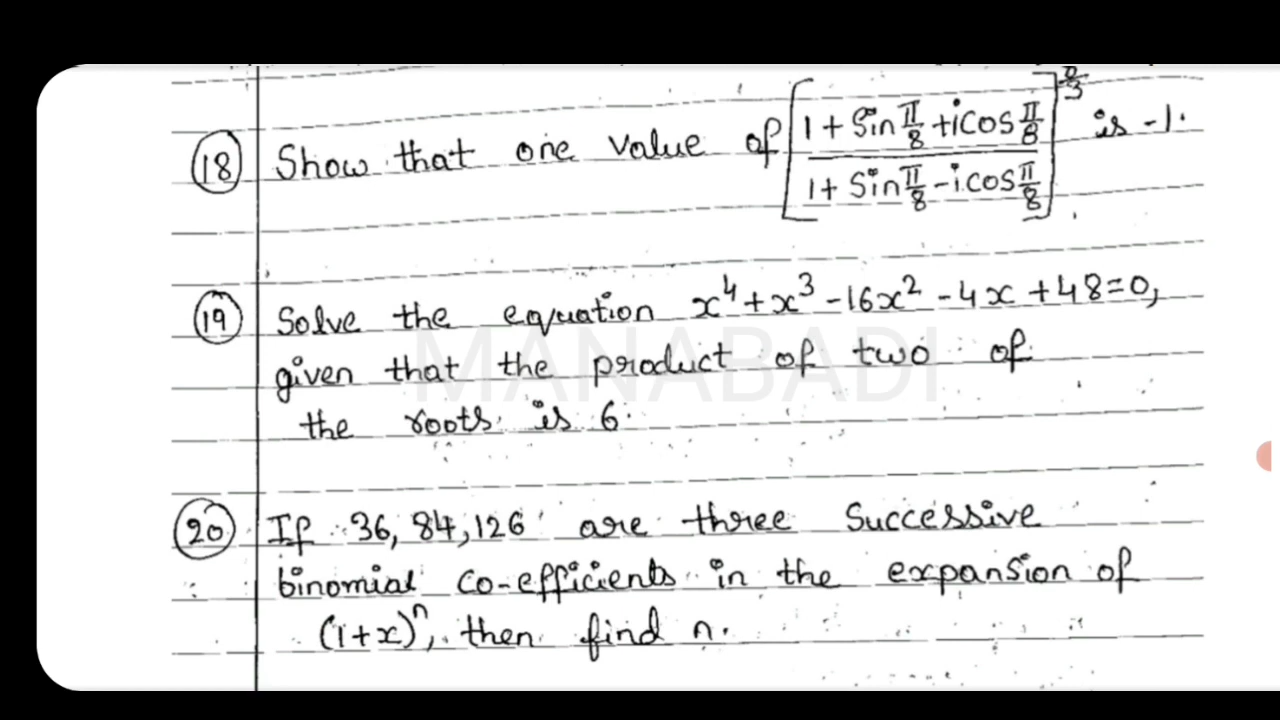 (18) Show that one value of [ (1 + Sin π/8 + i cos π/8) / (1 + Sin π/8 - i cos π/8) ]^8/3 is -1.
(19) Solve the equation x⁴ + x³ - 16x² - 4x + 48 = 0,
given that the product of two of
the roots is 6.
MANABADI
(20) If 36, 84, 126 are three Successive
binomial co-efficients in the expansion of
(1+x)ⁿ, then find n.